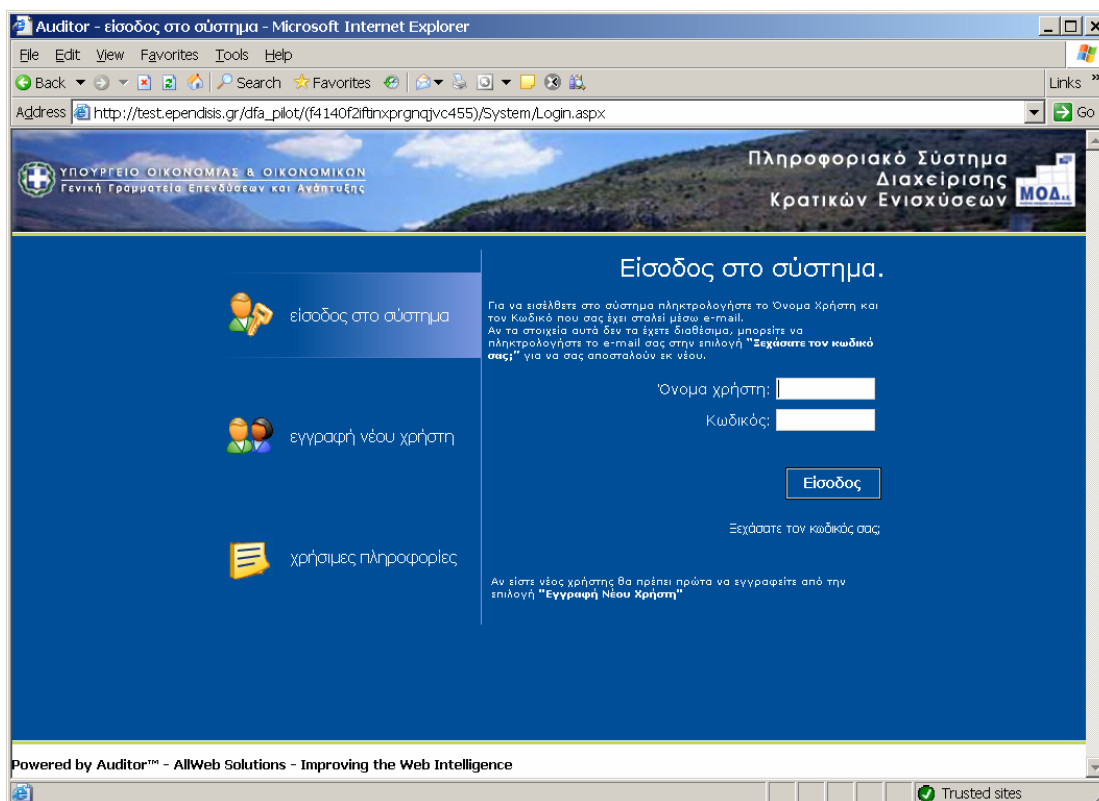 Auditor - είσοδος στο σύστημα - Microsoft Internet Explorer
File Edit View Favorites Tools Help
Back Search Favorites Links »
Address http://test.ependisis.gr/dfa_pilot/(f4140f2iftinxprgnqjvc455)/System/Login.aspx Go
ΥΠΟΥΡΓΕΙΟ ΟΙΚΟΝΟΜΙΑΣ & ΟΙΚΟΝΟΜΙΚΩΝ
Γενική Γραμματεία Επενδύσεων και Ανάπτυξης
Πληροφοριακό Σύστημα
Διαχείρισης
Κρατικών Ενισχύσεων
ΜΟΔ
είσοδος στο σύστημα
εγγραφή νέου χρήστη
χρήσιμες πληροφορίες
Είσοδος στο σύστημα.
Για να εισέλθετε στο σύστημα πληκτρολογήστε το Όνομα Χρήστη και
τον Κωδικό που σας έχει σταλεί μέσω e-mail.
Αν τα στοιχεία αυτά δεν τα έχετε διαθέσιμα, μπορείτε να
πληκτρολογήστε το e-mail σας στην επιλογή "Ξεχάσατε τον κωδικό
σας;" για να σας αποσταλούν εκ νέου.
Όνομα χρήστη:
Κωδικός:
Είσοδος
Ξεχάσατε τον κωδικός σας;
Αν είστε νέος χρήστης θα πρέπει πρώτα να εγγραφείτε από την
επιλογή "Εγγραφή Νέου Χρήστη"
Powered by Auditor™ - AllWeb Solutions - Improving the Web Intelligence
Trusted sites